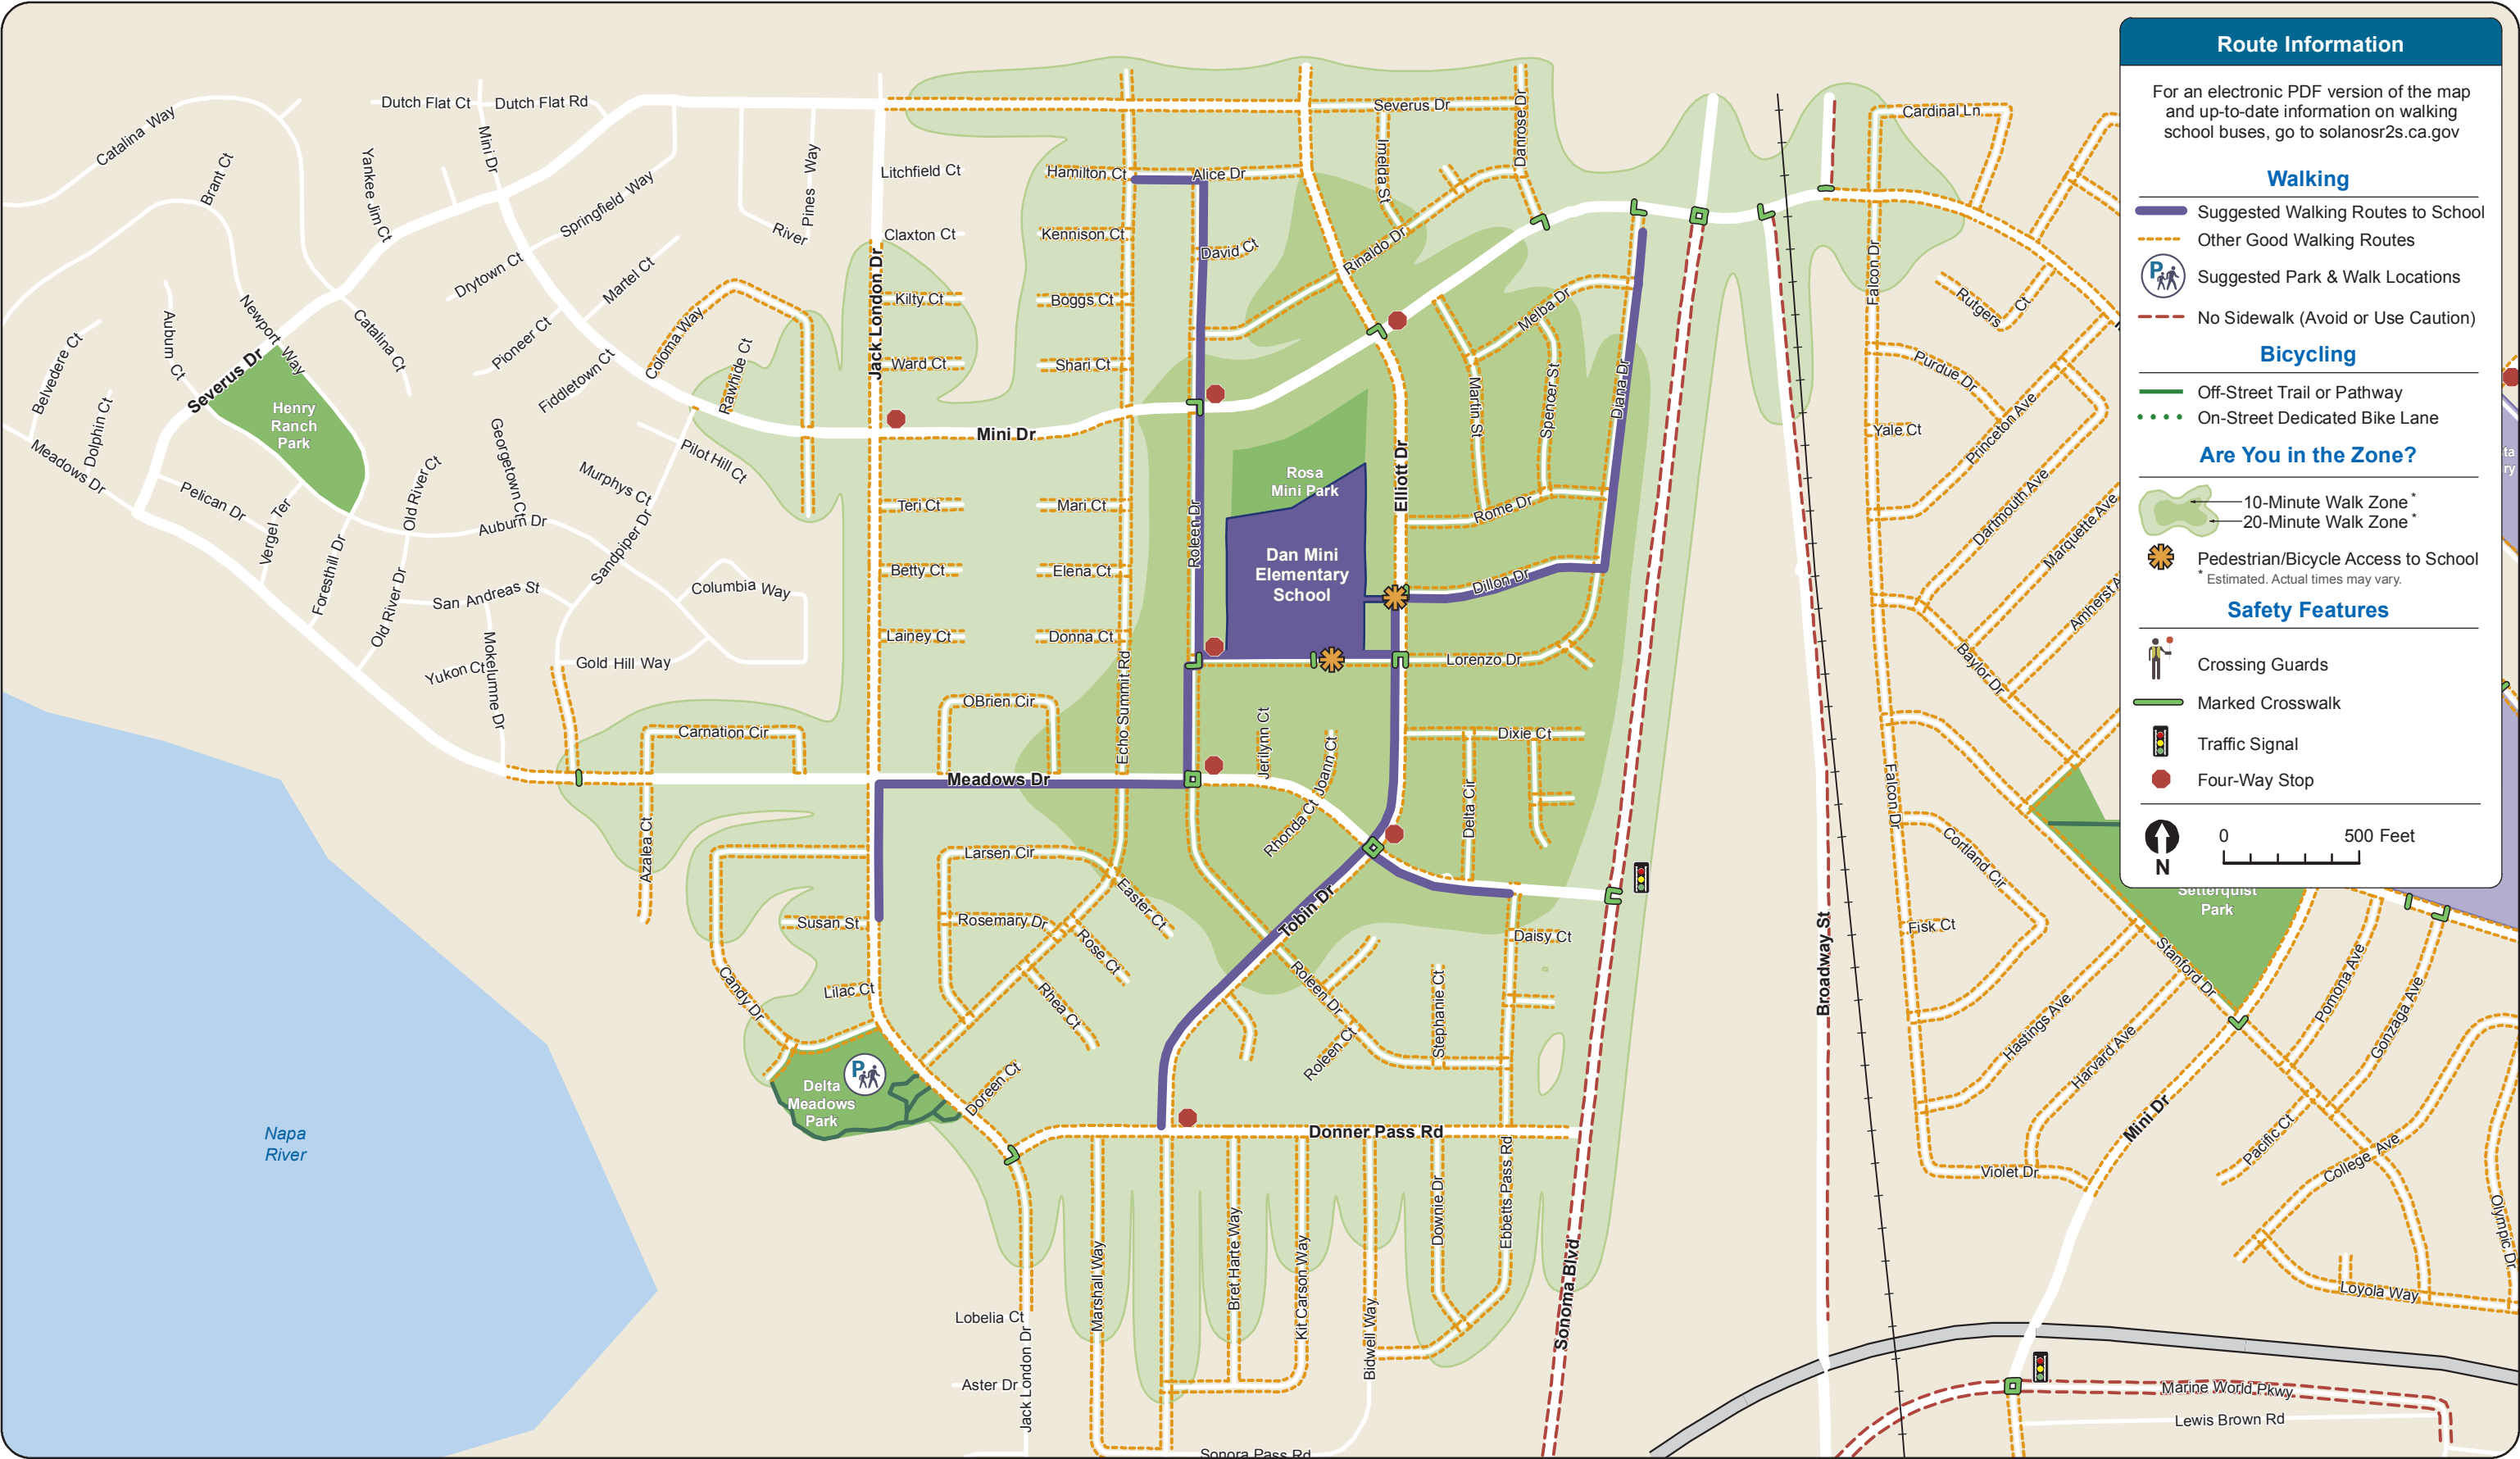 Route Information
For an electronic PDF version of the map
and up-to-date information on walking
school buses, go to solanosr2s.ca.gov
Walking
Suggested Walking Routes to School
Other Good Walking Routes
P
Suggested Park & Walk Locations
No Sidewalk (Avoid or Use Caution)
Bicycling
Off-Street Trail or Pathway
On-Street Dedicated Bike Lane
Are You in the Zone?
10-Minute Walk Zone *
20-Minute Walk Zone *
Pedestrian/Bicycle Access to School
* Estimated. Actual times may vary.
Safety Features
Crossing Guards
Marked Crosswalk
Traffic Signal
Four-Way Stop
N
0 500 Feet
Catalina Way
Brant Ct
Dutch Flat Ct
Dutch Flat Rd
Yankee Jim Ct
Mini Dr
Springfield Way
Pines Way
River
Litchfield Ct
Claxton Ct
Kilty Ct
Ward Ct
Jack London Dr
Hamilton Ct
Kennison Ct
Boggs Ct
Shari Ct
Alice Dr
David Ct
Severus Dr
Imelda St
Danrose Dr
Rinaldo Dr
Cardinal Ln
Falcon Dr
Rutgers Ct
Purdue Dr
Yale Ct
Princeton Ave
Dartmouth Ave
Marquette Ave
Amherst A
Baylor Dr
Belvedere Ct
Auburn Ct
Dolphin Ct
Meadows Dr
Severus Dr
Newport Way
Henry
Ranch
Park
Catalina Ct
Drytown Ct
Martel Ct
Pioneer Ct
Fiddletown Ct
Coloma Way
Rawhide Ct
Pilot Hill Ct
Murphys Ct
Georgetown Ct
Pelican Dr
Vergel Ter
Old River Ct
Auburn Dr
Foresthill Dr
Old River Dr
Sandpiper Dr
San Andreas St
Columbia Way
Mokelumne Dr
Yukon Ct
Gold Hill Way
Mini Dr
Teri Ct
Betty Ct
Lainey Ct
Mari Ct
Elena Ct
Donna Ct
Echo Summit Rd
Roleen Dr
Rosa
Mini Park
Dan Mini
Elementary
School
Elliott Dr
Melba Dr
Martin St
Spencer St
Diana Dr
Rome Dr
Dillon Dr
Lorenzo Dr
Dixie Ct
Delta Cir
Jerilynn Ct
Joann Ct
Rhonda Ct
OBrien Cir
Carnation Cir
Meadows Dr
Azalea Ct
Larsen Cir
Easter Ct
Rosemary Dr
Rose Ct
Rhea Ct
Susan St
Lilac Ct
Candy Dr
Doreen Ct
P
Delta
Meadows
Park
Tobin Dr
Roleen Dr
Roleen Ct
Stephanie Ct
Daisy Ct
Donner Pass Rd
Napa
River
Lobelia Ct
Aster Dr
Jack London Dr
Marshall Way
Bret Harte Way
Kit Carson Way
Bidwell Way
Downie Dr
Ebbetts Pass Rd
Sonora Pass Rd
Sonoma Blvd
Broadway St
Falcon Dr
Cortland Cir
Fisk Ct
Hastings Ave
Harvard Ave
Violet Dr
Mini Dr
Setterquist
Park
Stanford Dr
Pomona Ave
Gonzaga Ave
Pacific Ct
College Ave
Olympic Dr
Loyola Way
Marine World Pkwy
Lewis Brown Rd